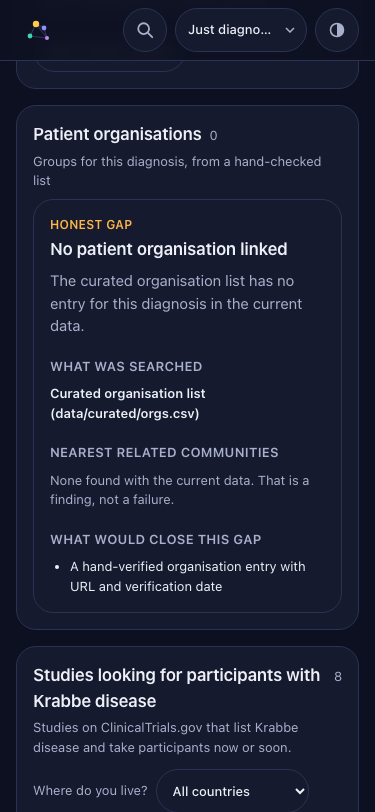 Just diagno...
Patient organisations 0
Groups for this diagnosis, from a hand-checked
list
HONEST GAP
No patient organisation linked
The curated organisation list has no
entry for this diagnosis in the current
data.
WHAT WAS SEARCHED
Curated organisation list
(data/curated/orgs.csv)
NEAREST RELATED COMMUNITIES
None found with the current data. That is a
finding, not a failure.
WHAT WOULD CLOSE THIS GAP
• A hand-verified organisation entry with
URL and verification date
Studies looking for participants with 8
Krabbe disease
Studies on ClinicalTrials.gov that list Krabbe
disease and take participants now or soon.
Where do you live? All countries